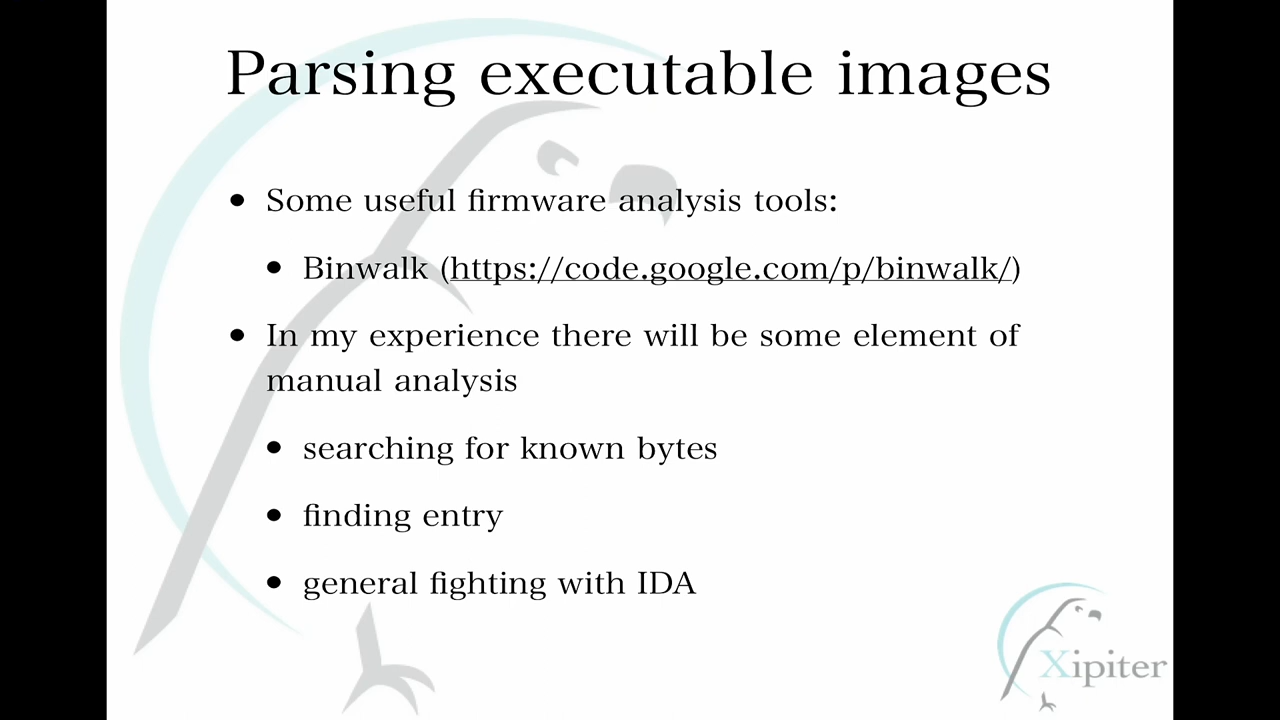 Parsing executable images
• Some useful firmware analysis tools:
• Binwalk (https://code.google.com/p/binwalk/)
• In my experience there will be some element of
manual analysis
• searching for known bytes
• finding entry
• general fighting with IDA
Xipiter